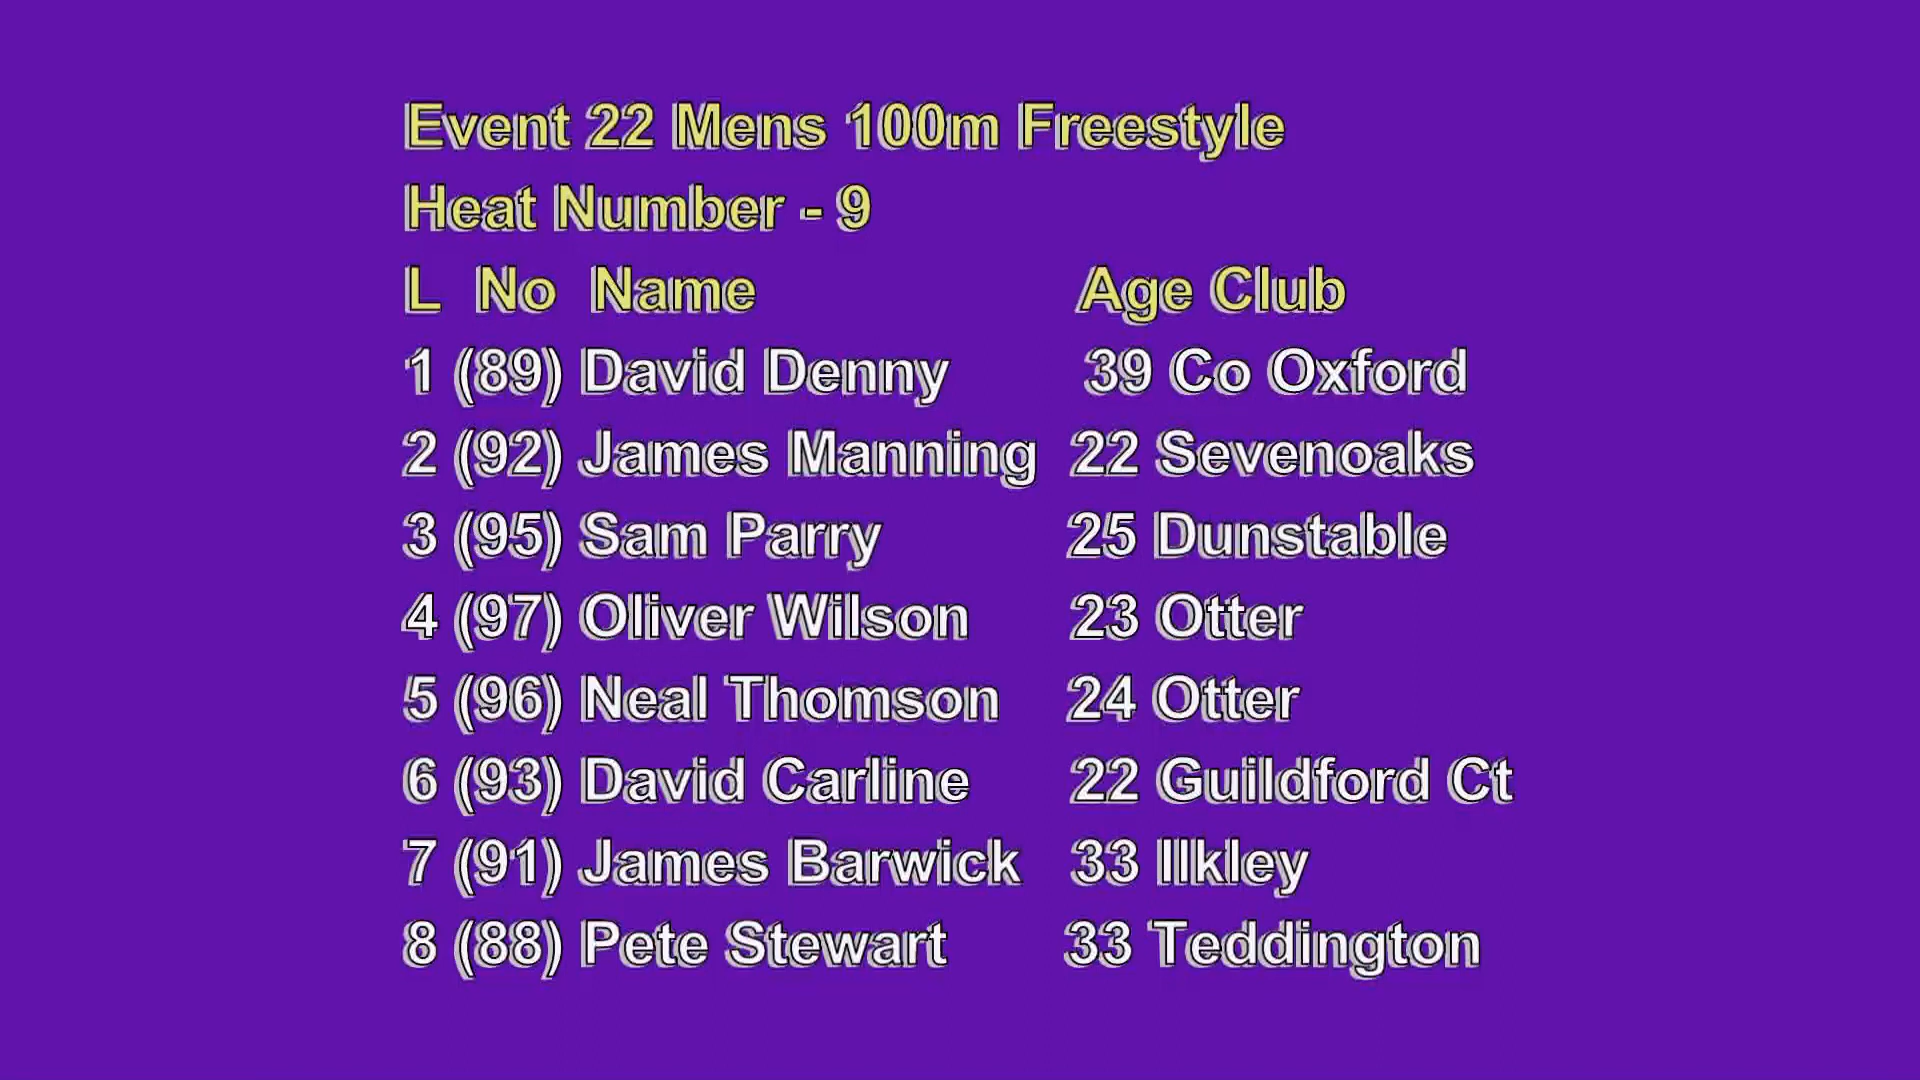 Event 22 Mens 100m Freestyle
Heat Number - 9
L No Name Age Club
1 (89) David Denny 39 Co Oxford
2 (92) James Manning 22 Sevenoaks
3 (95) Sam Parry 25 Dunstable
4 (97) Oliver Wilson 23 Otter
5 (96) Neal Thomson 24 Otter
6 (93) David Carline 22 Guildford Ct
7 (91) James Barwick 33 Ilkley
8 (88) Pete Stewart 33 Teddington